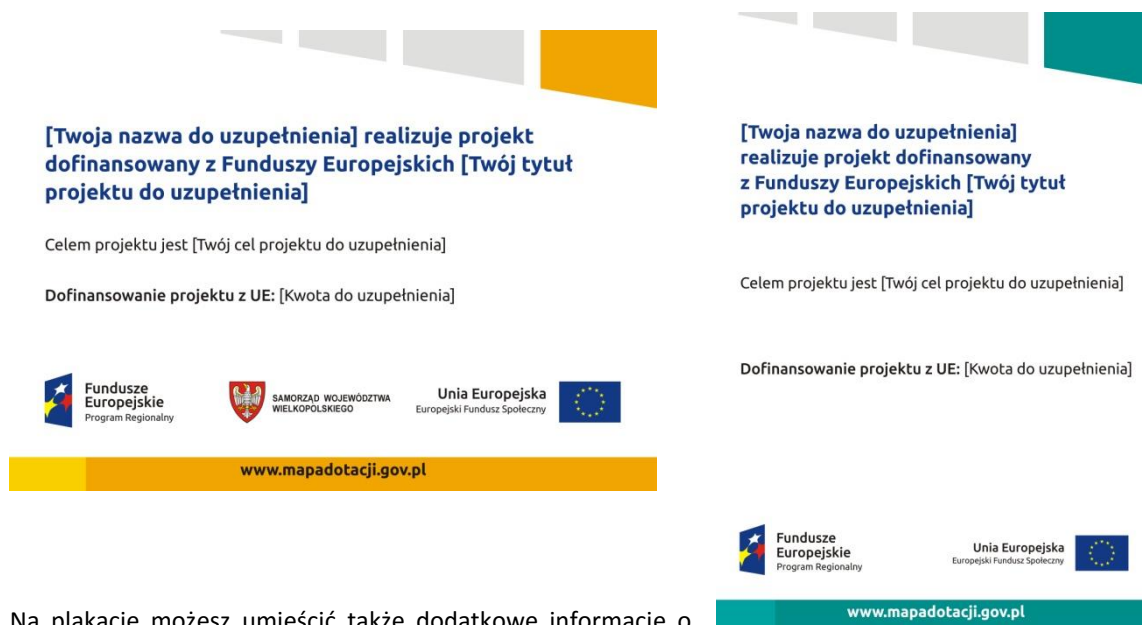 [Twoja nazwa do uzupełnienia] realizuje projekt
dofinansowany z Funduszy Europejskich [Twój tytuł
projektu do uzupełnienia]
Celem projektu jest [Twój cel projektu do uzupełnienia]
Dofinansowanie projektu z UE: [Kwota do uzupełnienia]
Fundusze
Europejskie
Program Regionalny
SAMORZĄD WOJEWÓDZTWA
WIELKOPOLSKIEGO
Unia Europejska
Europejski Fundusz Społeczny
www.mapadotacji.gov.pl
[Twoja nazwa do uzupełnienia]
realizuje projekt dofinansowany
z Funduszy Europejskich [Twój tytuł
projektu do uzupełnienia]
Celem projektu jest [Twój cel projektu do uzupełnienia]
Dofinansowanie projektu z UE: [Kwota do uzupełnienia]
Fundusze
Europejskie
Program Regionalny
Unia Europejska
Europejski Fundusz Społeczny
www.mapadotacji.gov.pl
Na plakacie możesz umieścić także dodatkowe informacje o